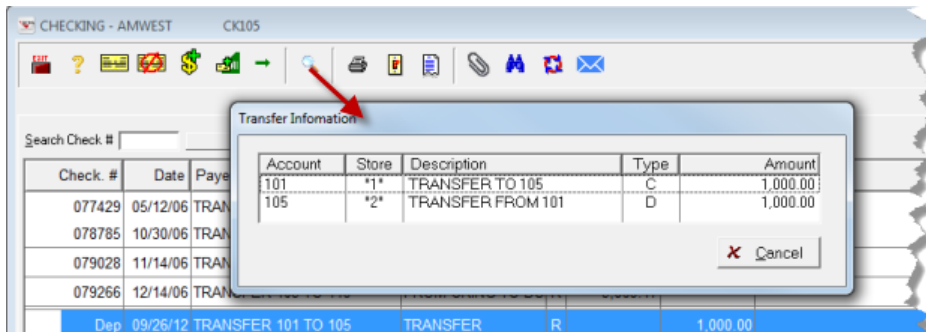 CHECKING - AMWEST CK105
EXIT
Transfer Infomation
Search Check #
Account Store Description Type Amount
101 *1* TRANSFER TO 105 C 1,000.00
105 *2* TRANSFER FROM 101 D 1,000.00
Cancel
Check. # Date Paye
077429 05/12/06 TRAN
078785 10/30/06 TRAN
079028 11/14/06 TRAN
079266 12/14/06 TRAN
Dep 09/26/12 TRANSFER 101 TO 105 TRANSFER R 1,000.00